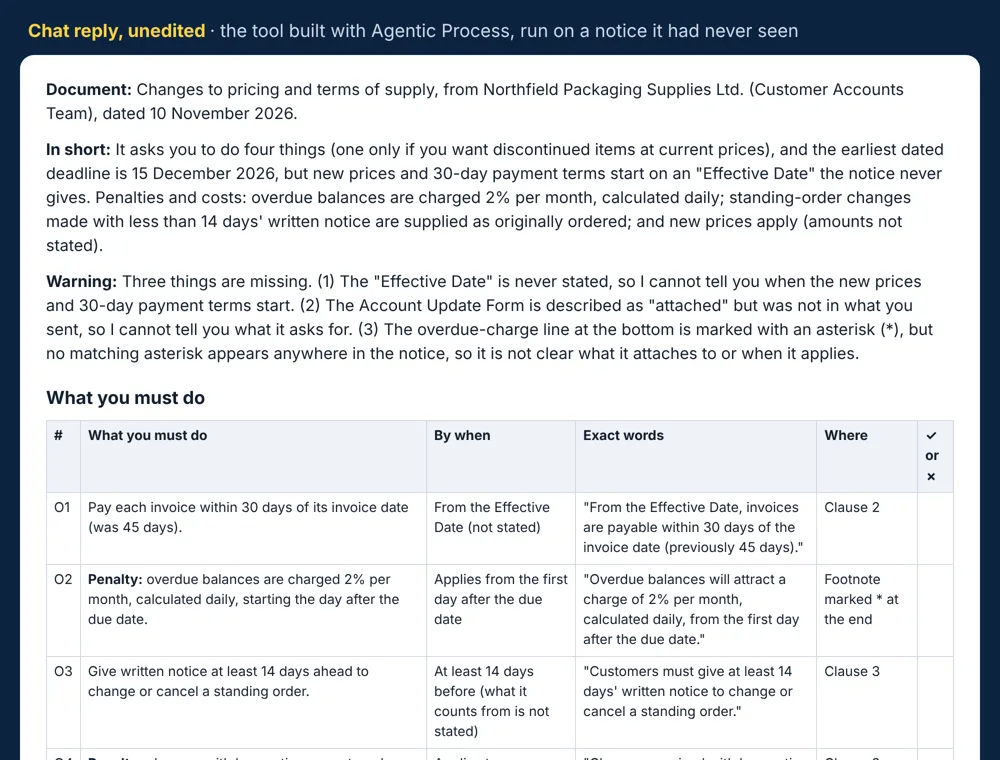 Chat reply, unedited · the tool built with Agentic Process, run on a notice it had never seen
Document: Changes to pricing and terms of supply, from Northfield Packaging Supplies Ltd. (Customer Accounts
Team), dated 10 November 2026.
In short: It asks you to do four things (one only if you want discontinued items at current prices), and the earliest dated
deadline is 15 December 2026, but new prices and 30-day payment terms start on an "Effective Date" the notice never
gives. Penalties and costs: overdue balances are charged 2% per month, calculated daily; standing-order changes
made with less than 14 days' written notice are supplied as originally ordered; and new prices apply (amounts not
stated).
Warning: Three things are missing. (1) The "Effective Date" is never stated, so I cannot tell you when the new prices
and 30-day payment terms start. (2) The Account Update Form is described as "attached" but was not in what you
sent, so I cannot tell you what it asks for. (3) The overdue-charge line at the bottom is marked with an asterisk (*), but
no matching asterisk appears anywhere in the notice, so it is not clear what it attaches to or when it applies.
What you must do
# What you must do By when Exact words Where ✓
or
×
O1 Pay each invoice within 30 days of its invoice date From the Effective "From the Effective Date, invoices Clause 2
(was 45 days). Date (not stated) are payable within 30 days of the
invoice date (previously 45 days)."
O2 Penalty: overdue balances are charged 2% per Applies from the first "Overdue balances will attract a Footnote
month, calculated daily, starting the day after the day after the due charge of 2% per month, marked * at
due date. date calculated daily, from the first day the end
after the due date."
O3 Give written notice at least 14 days ahead to At least 14 days "Customers must give at least 14 Clause 3
change or cancel a standing order. before (what it days' written notice to change or
counts from is not cancel a standing order."
stated)